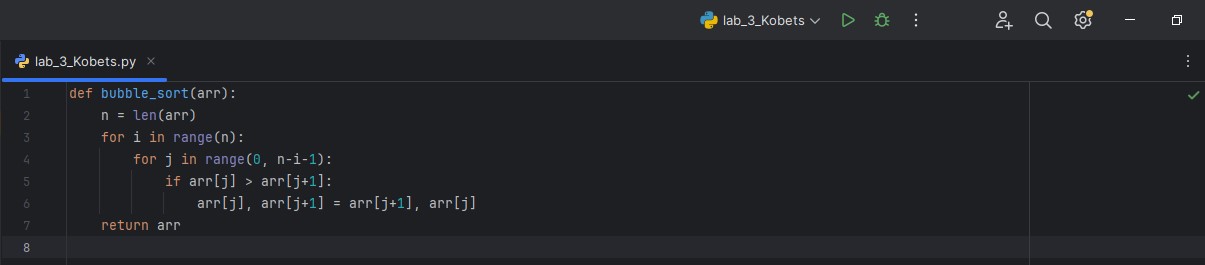 lab_3_Kobets
lab_3_Kobets.py
1 def bubble_sort(arr):
2     n = len(arr)
3     for i in range(n):
4         for j in range(0, n-i-1):
5             if arr[j] > arr[j+1]:
6                 arr[j], arr[j+1] = arr[j+1], arr[j]
7     return arr
8